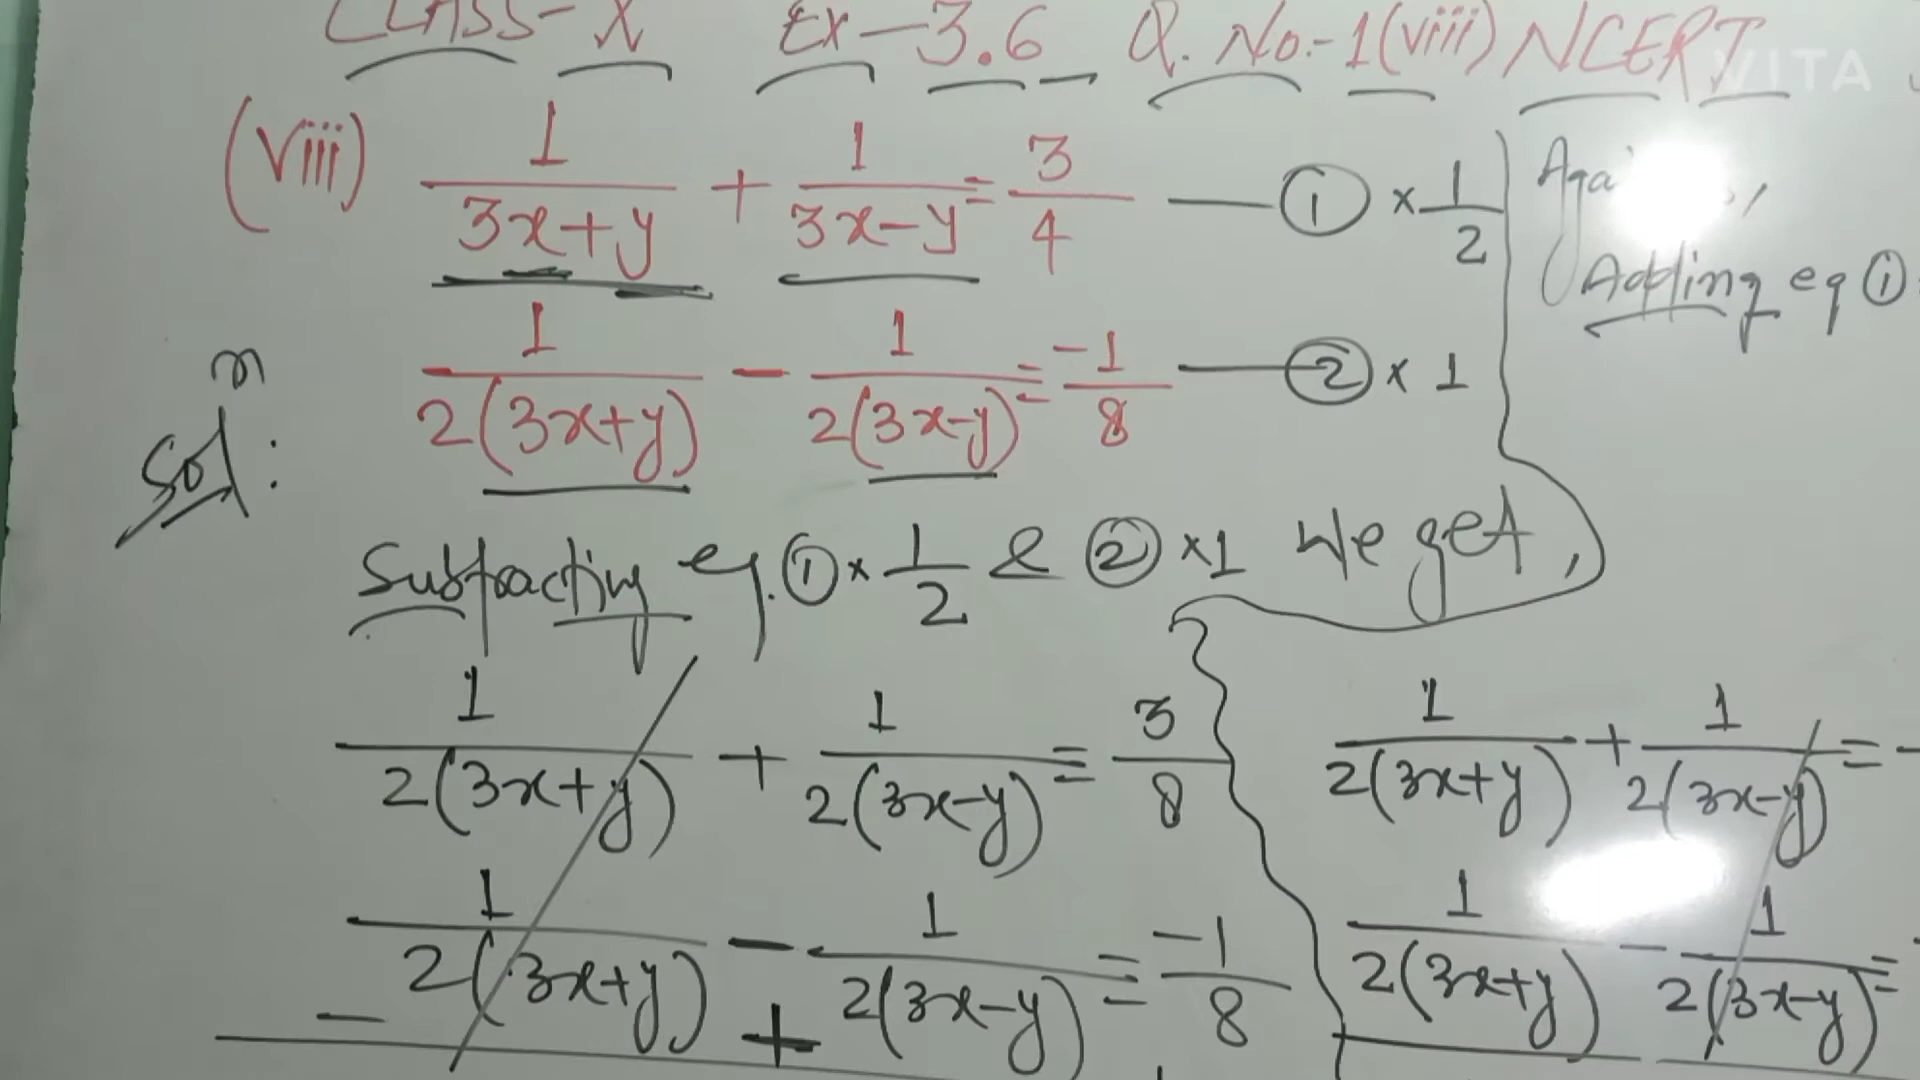 CLASS-X Ex-3.6 Q. No:-1(viii) NCERT
VITA
(viii) 1/(3x+y) + 1/(3x-y) = 3/4 — ① × 1/2
1/2(3x+y) - 1/2(3x-y) = -1/8 — ② × 1
Solⁿ:
Subtracting eq. ① × 1/2 & ② ×1 We get,
1/2(3x+y) + 1/2(3x-y) = 3/8
1/2(3x+y) - 1/2(3x-y) = -1/8
- +
Adding eq ①
1/2(3x+y) + 1/2(3x-y) =
1/2(3x+y) - 1/2(3x-y) =